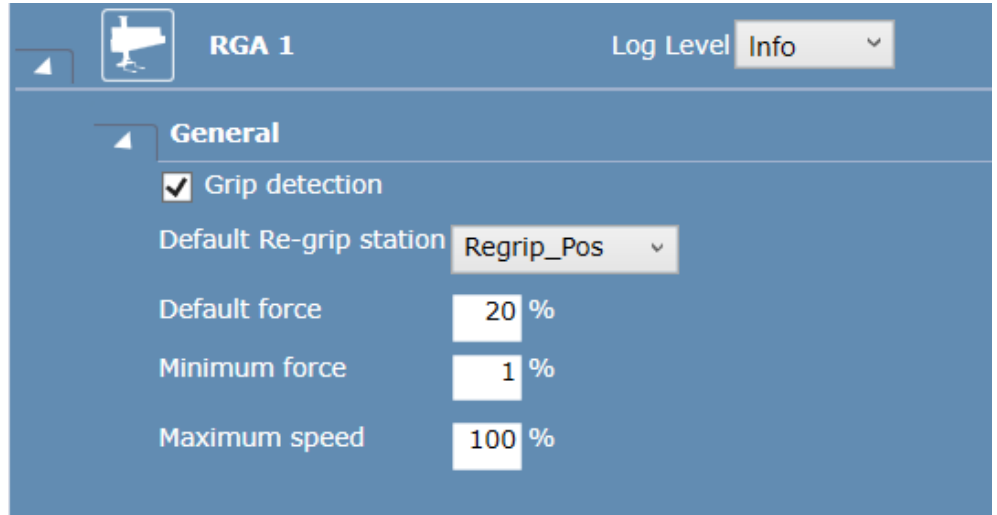 RGA 1 Log Level Info
General
Grip detection
Default Re-grip station Regrip_Pos
Default force 20 %
Minimum force 1 %
Maximum speed 100 %